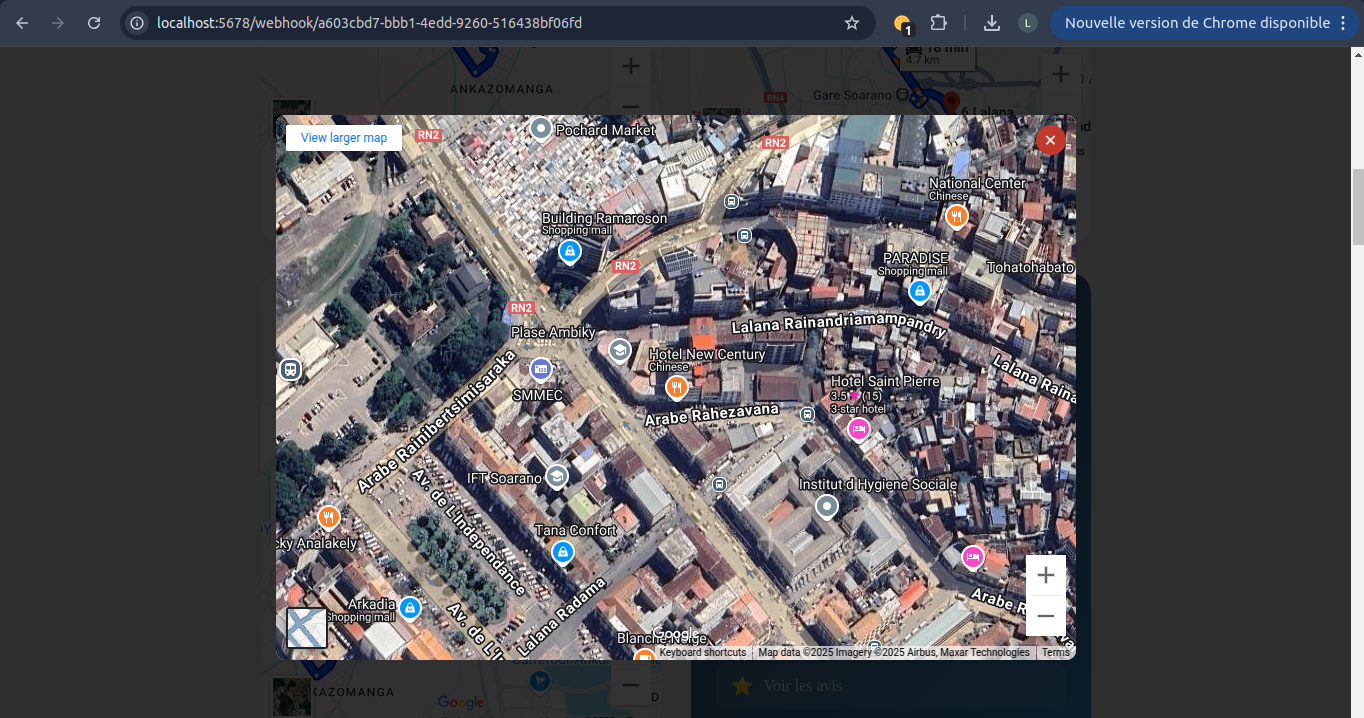 localhost:5678/webhook/a603cbd7-bbb1-4edd-9260-516438bf06fd
1
L
Nouvelle version de Chrome disponible
18 min
4.7 km
ANKAZOMANGA
RN4
Gare Soarano
6 Lalana
View larger map
RN2
Pochard Market
RN2
National Center
Chinese
Building Ramaroson
Shopping mall
RN2
PARADISE
Shopping mall
Tohatohabato
RN2
Plase Ambiky
Lalana Rainandriamampandry
Hotel New Century
Chinese
Lalana Raina
SMMEC
Hotel Saint Pierre
3.5
(15)
3-star hotel
Arabe Rahezavana
Arabe Rainibertsimisaraka
IFT Soarano
Institut d Hygiene Sociale
Av. de L'Indépendance
cky Analakely
Tana Confort
Arkadia
Shopping mall
Lalana Radama
Av. de L'I
Blanche Neige
Google
Keyboard shortcuts
Map data ©2025 Imagery ©2025 Airbus, Maxar Technologies
Terms
KAZOMANGA
Google
Voir les avis